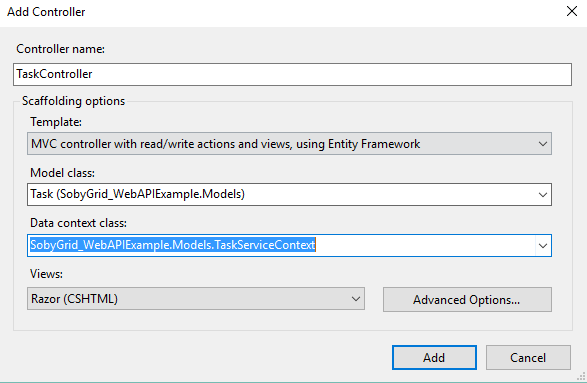 Add Controller
Controller name:
TaskController
Scaffolding options
Template:
MVC controller with read/write actions and views, using Entity Framework
Model class:
Task (SobyGrid_WebAPIExample.Models)
Data context class:
SobyGrid_WebAPIExample.Models.TaskServiceContext
Views:
Razor (CSHTML)
Advanced Options...
Add
Cancel